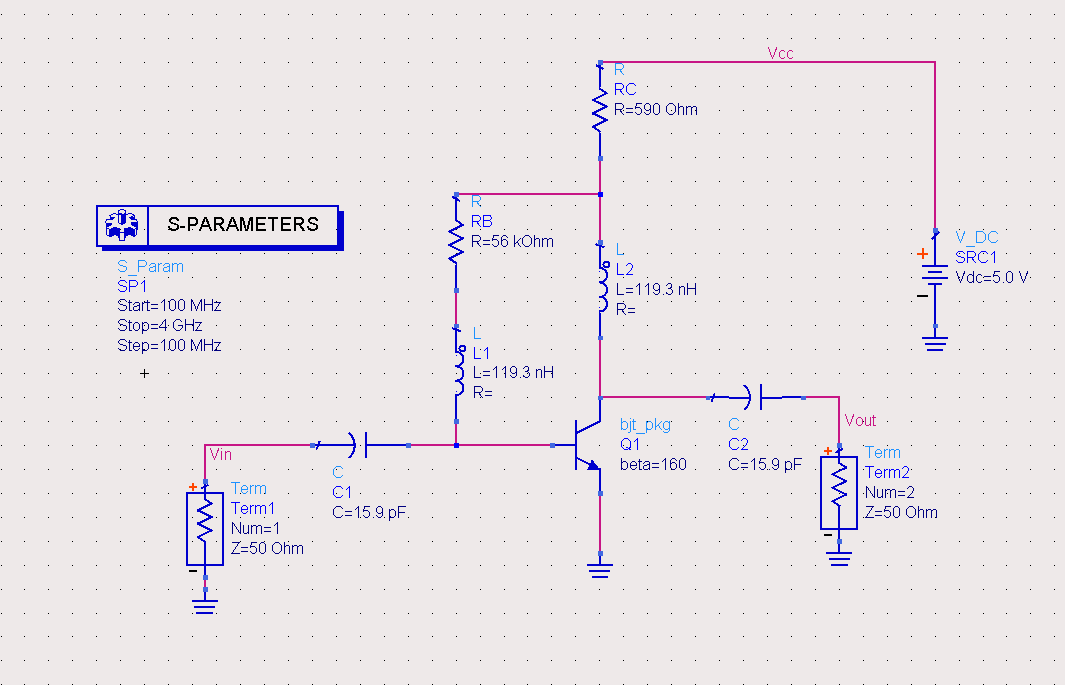 Vcc
R
RC
R=590 Ohm
R
RB
R=56 kOhm
S-PARAMETERS
S_Param
SP1
Start=100 MHz
Stop=4 GHz
Step=100 MHz
L
L2
L=119.3 nH
R=
+
V_DC
SRC1
Vdc=5.0 V
L
L1
L=119.3 nH
R=
bjt_pkg
Q1
beta=160
C
C2
C=15.9 pF
Vout
+
Term
Term2
Num=2
Z=50 Ohm
Vin
C
C1
C=15.9 pF
+
Term
Term1
Num=1
Z=50 Ohm